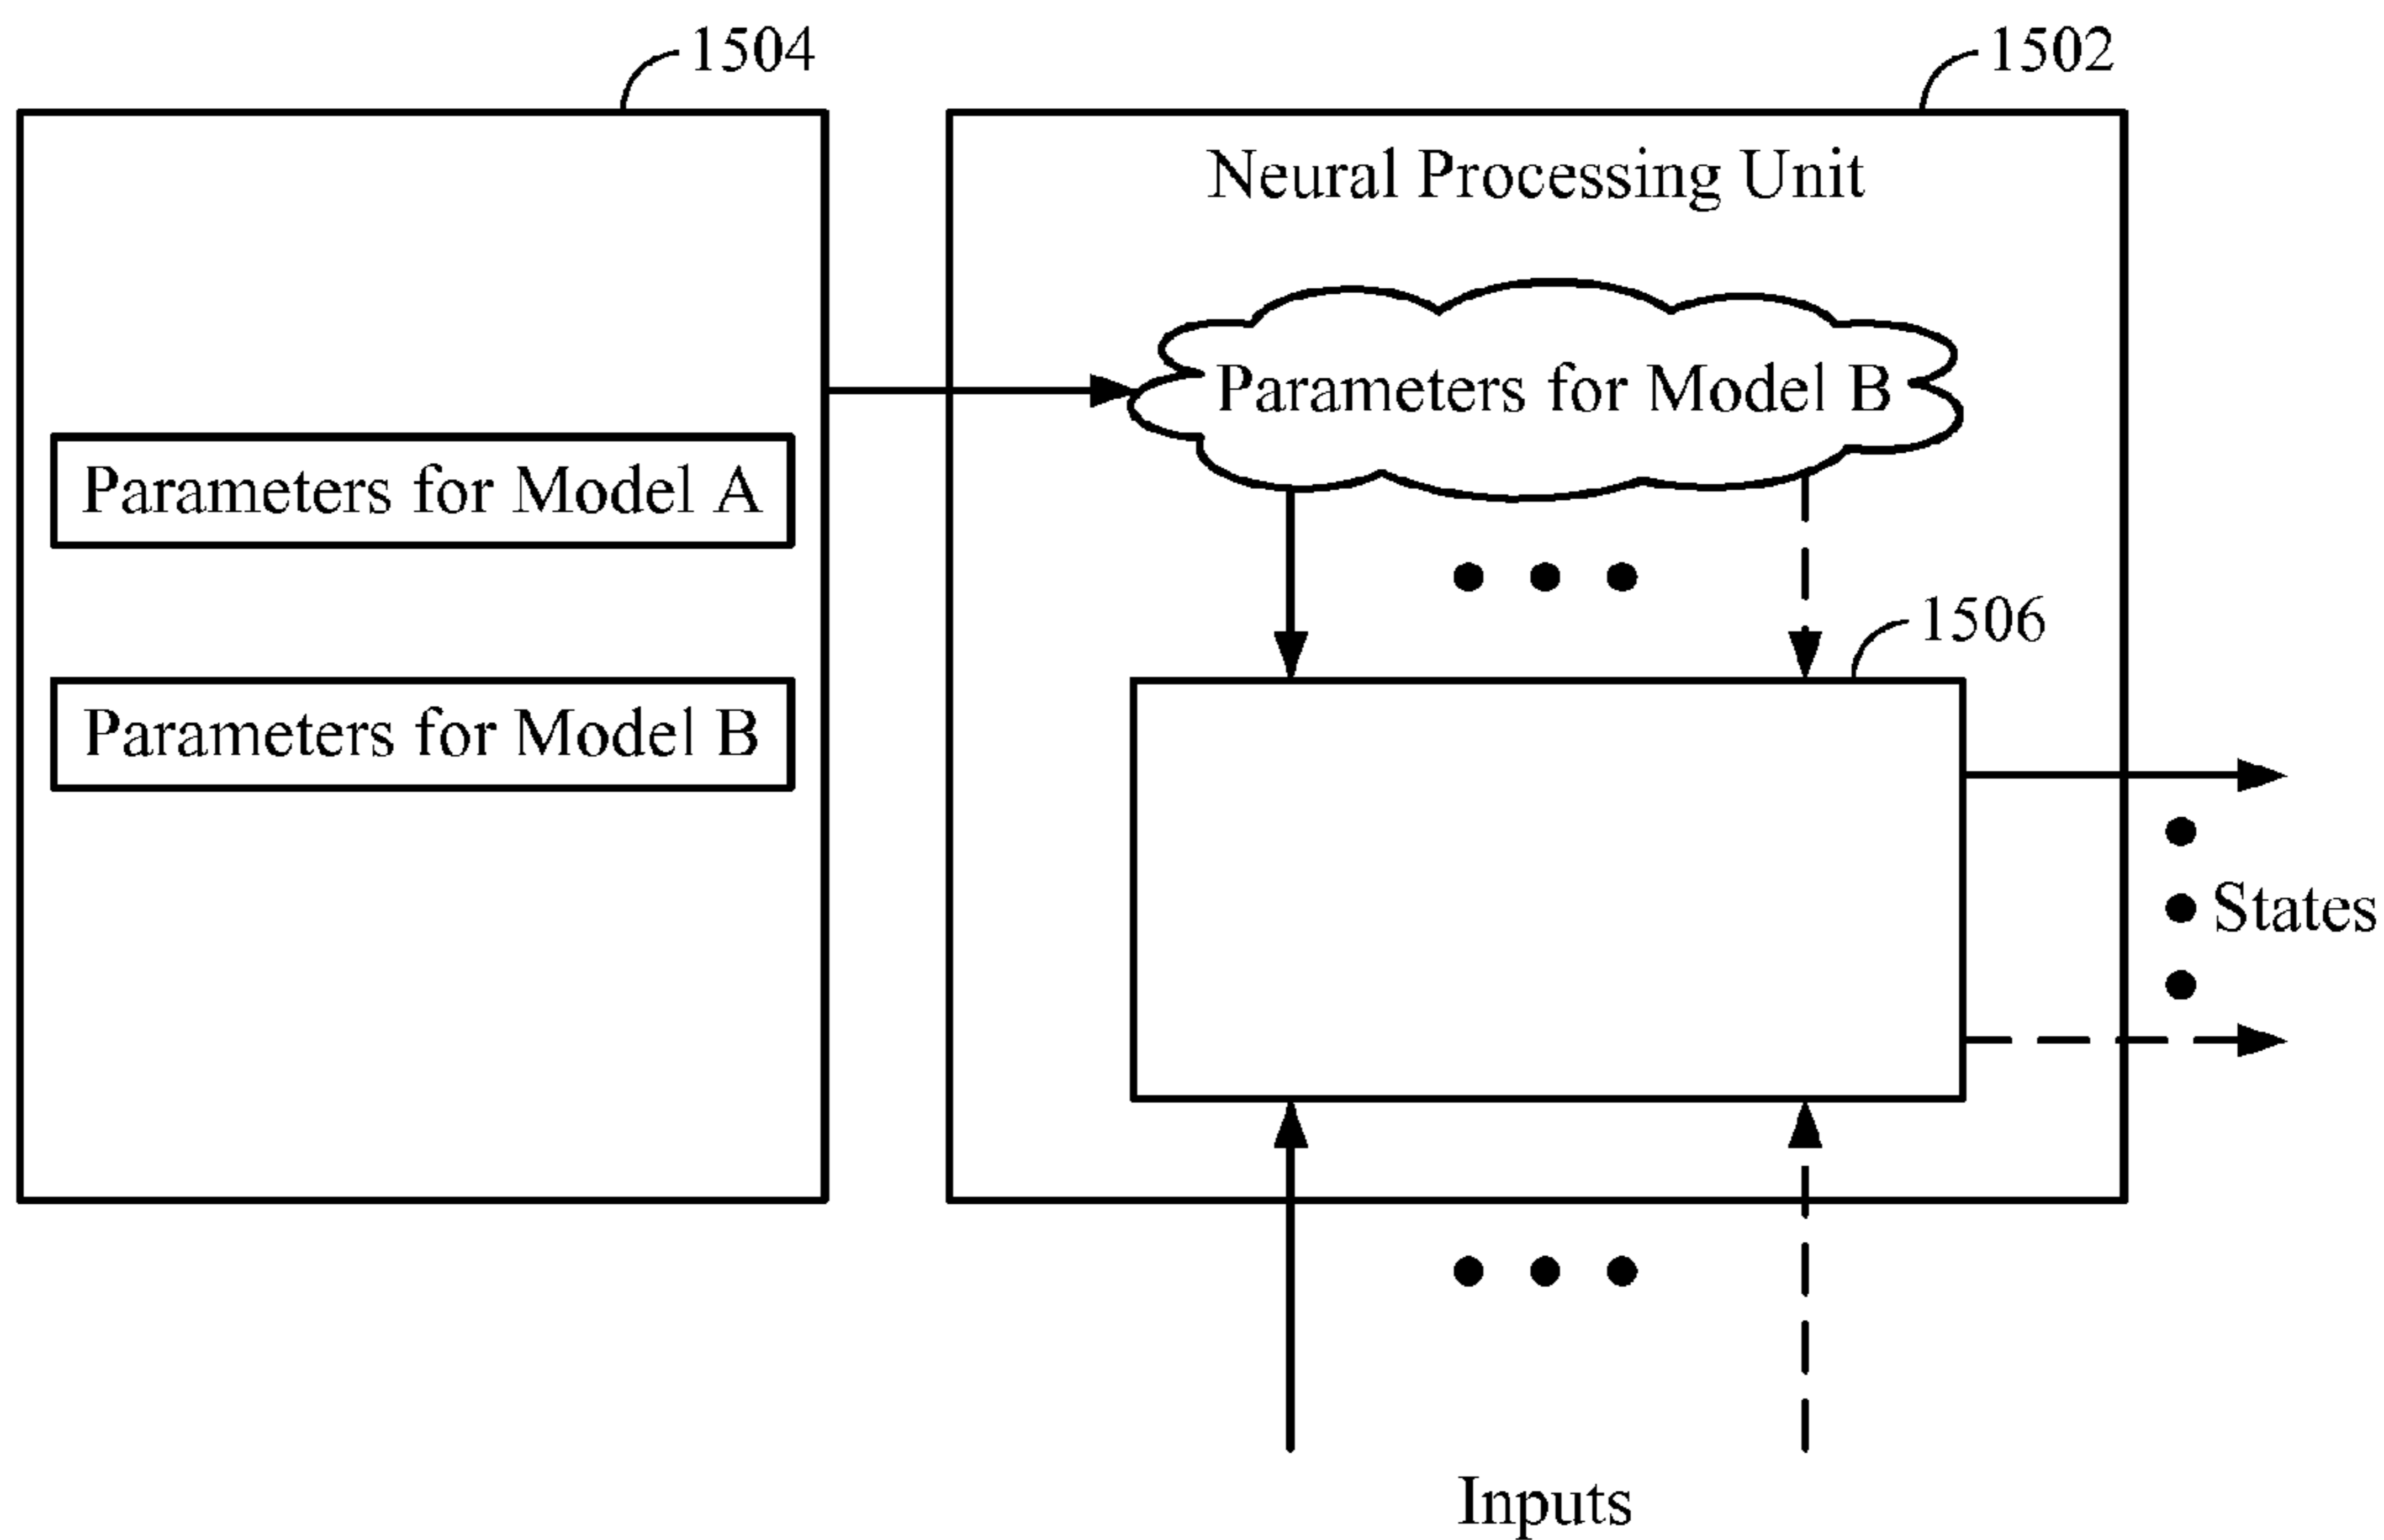 1504
1502
Neural Processing Unit
Parameters for Model B
Parameters for Model A
1506
Parameters for Model B
States
Inputs